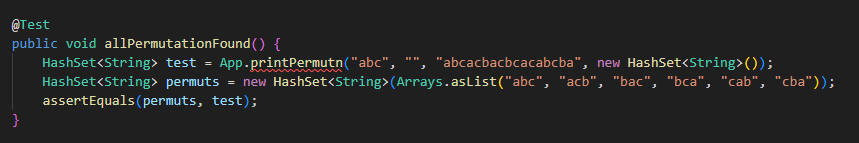 @Test
public void allPermutationFound() {
HashSet<String> test = App.printPermutn("abc", "", "abcacbacbcacabcba", new HashSet<String>());
HashSet<String> permuts = new HashSet<String>(Arrays.asList("abc", "acb", "bac", "bca", "cab", "cba"));
assertEquals(permuts, test);
}